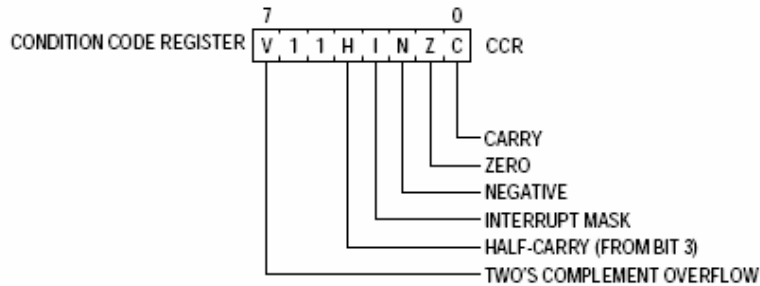 7 0
CONDITION CODE REGISTER V 1 1 H I N Z C CCR
CARRY
ZERO
NEGATIVE
INTERRUPT MASK
HALF-CARRY (FROM BIT 3)
TWO'S COMPLEMENT OVERFLOW